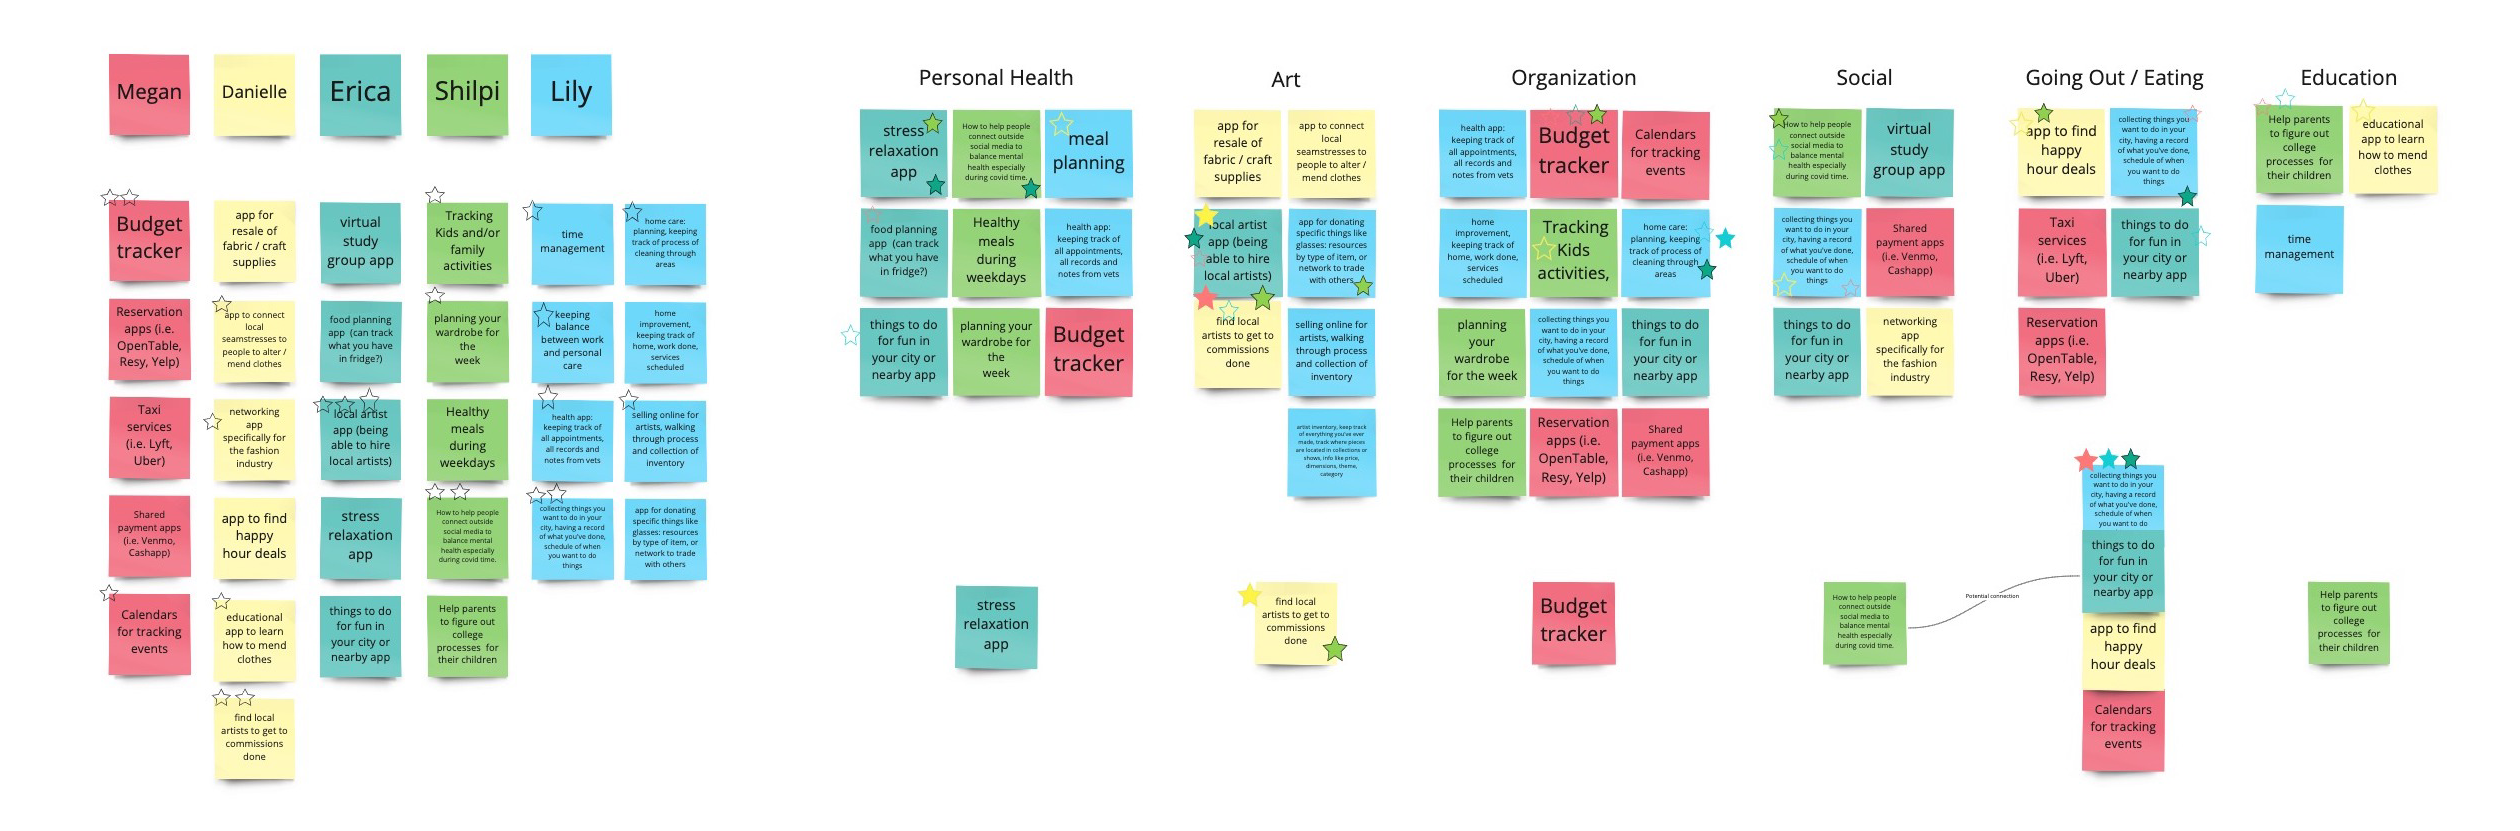 Megan
Danielle
Erica
Shilpi
Lily
Budget
tracker
Reservation
apps (i.e.
OpenTable,
Resy, Yelp)
Taxi
services
(i.e. Lyft,
Uber)
Shared
payment apps
(i.e. Venmo,
Cashapp)
Calendars
for tracking
events
app for
resale of
fabric / craft
supplies
app to connect
local
seamstresses to
people to alter /
mend clothes
networking
app
specifically for
the fashion
industry
app to find
happy
hour deals
educational
app to learn
how to mend
clothes
find local
artists to get to
commissions
done
virtual
study
group app
food planning
app (can track
what you have
in fridge?)
local artist
app (being
able to hire
local artists)
stress
relaxation
app
things to do
for fun in
your city or
nearby app
Tracking
Kids and/or
family
activities
planning your
wardrobe for
the
week
Healthy
meals
during
weekdays
How to help people
connect outside
social media to
balance mental
health especially
during covid time.
Help parents
to figure out
college
processes for
their children
time
management
keeping
balance
between work
and personal
care
health app:
keeping track of
all appointments,
all records and
notes from vets
collecting things you
want to do in your
city, having a record
of what you've done,
schedule of when
you want to do
things
home care:
planning, keeping
track of process of
cleaning through
areas
home
improvement,
keeping track of
home, work done,
services
scheduled
selling online for
artists, walking
through process
and collection of
inventory
app for donating
specific things like
glasses: resources
by type of item, or
network to trade
with others
Personal Health
stress
relaxation
app
How to help people
connect outside
social media to
balance mental
health especially
during covid time.
meal
planning
food planning
app (can track
what you have
in fridge?)
Healthy
meals
during
weekdays
health app:
keeping track of
all appointments,
all records and
notes from vets
things to do
for fun in
your city or
nearby app
planning your
wardrobe for
the
week
Budget
tracker
stress
relaxation
app
Art
app for
resale of
fabric / craft
supplies
app to connect
local
seamstresses to
people to alter /
mend clothes
local artist
app (being
able to hire
local artists)
app for donating
specific things like
glasses: resources
by type of item, or
network to trade
with others
find local
artists to get to
commissions
done
selling online for
artists, walking
through process
and collection of
inventory
artist inventory, keep track
of everything you've ever
made, track where pieces
are located in collections or
shows, info like price,
dimensions, theme,
category
find local
artists to get to
commissions
done
Organization
health app:
keeping track of
all appointments,
all records and
notes from vets
Budget
tracker
Calendars
for tracking
events
home
improvement,
keeping track of
home, work done,
services
scheduled
Tracking
Kids
activities,
home care:
planning, keeping
track of process of
cleaning through
areas
planning
your
wardrobe
for the week
collecting things you
want to do in your
city, having a record
of what you've done,
schedule of when
you want to do
things
things to do
for fun in
your city or
nearby app
Help parents
to figure out
college
processes for
their children
Reservation
apps (i.e.
OpenTable,
Resy, Yelp)
Shared
payment apps
(i.e. Venmo,
Cashapp)
Budget
tracker
Social
How to help people
connect outside
social media to
balance mental
health especially
during covid time.
virtual
study
group app
collecting things you
want to do in your
city, having a record
of what you've done,
schedule of when
you want to do
things
Shared
payment apps
(i.e. Venmo,
Cashapp)
things to do
for fun in
your city or
nearby app
networking
app
specifically for
the fashion
industry
How to help people
connect outside
social media to
balance mental
health especially
during covid time.
Potential connection
Going Out / Eating
app to find
happy
hour deals
collecting things you
want to do in your
city, having a record
of what you've done,
schedule of when
you want to do
things
Taxi
services
(i.e. Lyft,
Uber)
things to do
for fun in
your city or
nearby app
Reservation
apps (i.e.
OpenTable,
Resy, Yelp)
collecting things you
want to do in your
city, having a record
of what you've done,
schedule of when
you want to do
things to do
for fun in
your city or
nearby app
app to find
happy
hour deals
Calendars
for tracking
events
Education
Help parents
to figure out
college
processes for
their children
educational
app to learn
how to mend
clothes
time
management
Help parents
to figure out
college
processes for
their children